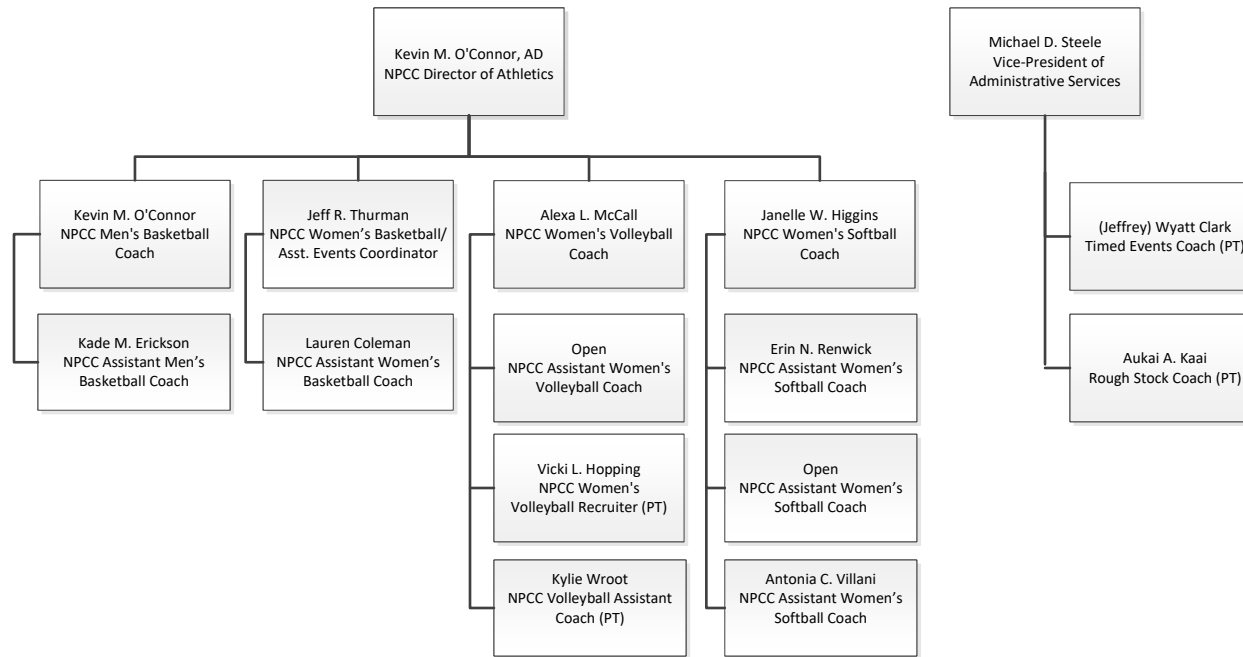 Kevin M. O'Connor, AD
NPCC Director of Athletics
Michael D. Steele
Vice-President of
Administrative Services
Kevin M. O'Connor
NPCC Men's Basketball
Coach
Jeff R. Thurman
NPCC Women’s Basketball/
Asst. Events Coordinator
Alexa L. McCall
NPCC Women's Volleyball
Coach
Janelle W. Higgins
NPCC Women's Softball
Coach
(Jeffrey) Wyatt Clark
Timed Events Coach (PT)
Kade M. Erickson
NPCC Assistant Men’s
Basketball Coach
Lauren Coleman
NPCC Assistant Women’s
Basketball Coach
Open
NPCC Assistant Women's
Volleyball Coach
Erin N. Renwick
NPCC Assistant Women’s
Softball Coach
Aukai A. Kaai
Rough Stock Coach (PT)
Vicki L. Hopping
NPCC Women's
Volleyball Recruiter (PT)
Open
NPCC Assistant Women’s
Softball Coach
Kylie Wroot
NPCC Volleyball Assistant
Coach (PT)
Antonia C. Villani
NPCC Assistant Women’s
Softball Coach